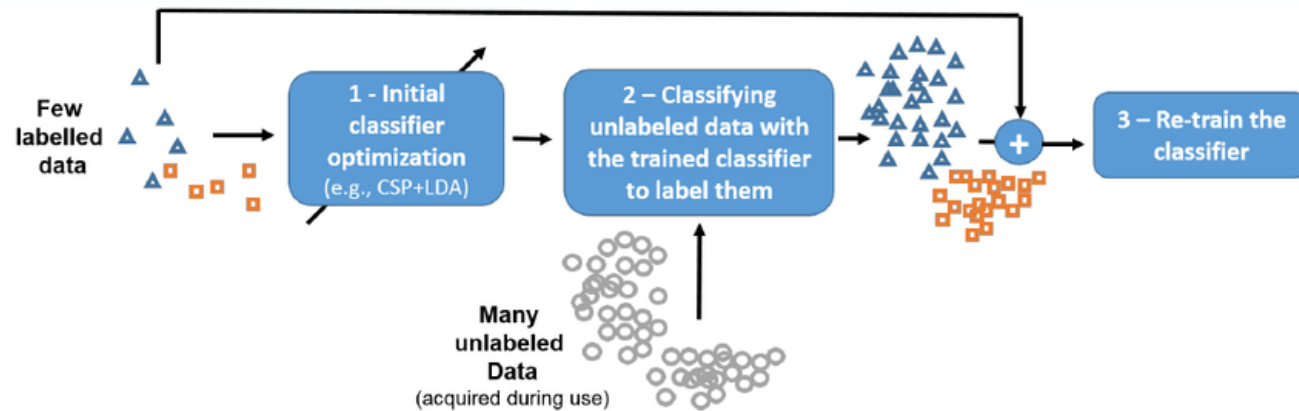 Few
labelled
data
1 - Initial
classifier
optimization
(e.g., CSP+LDA)
2 – Classifying
unlabeled data with
the trained classifier
to label them
+
3 – Re-train the
classifier
Many
unlabeled
Data
(acquired during use)